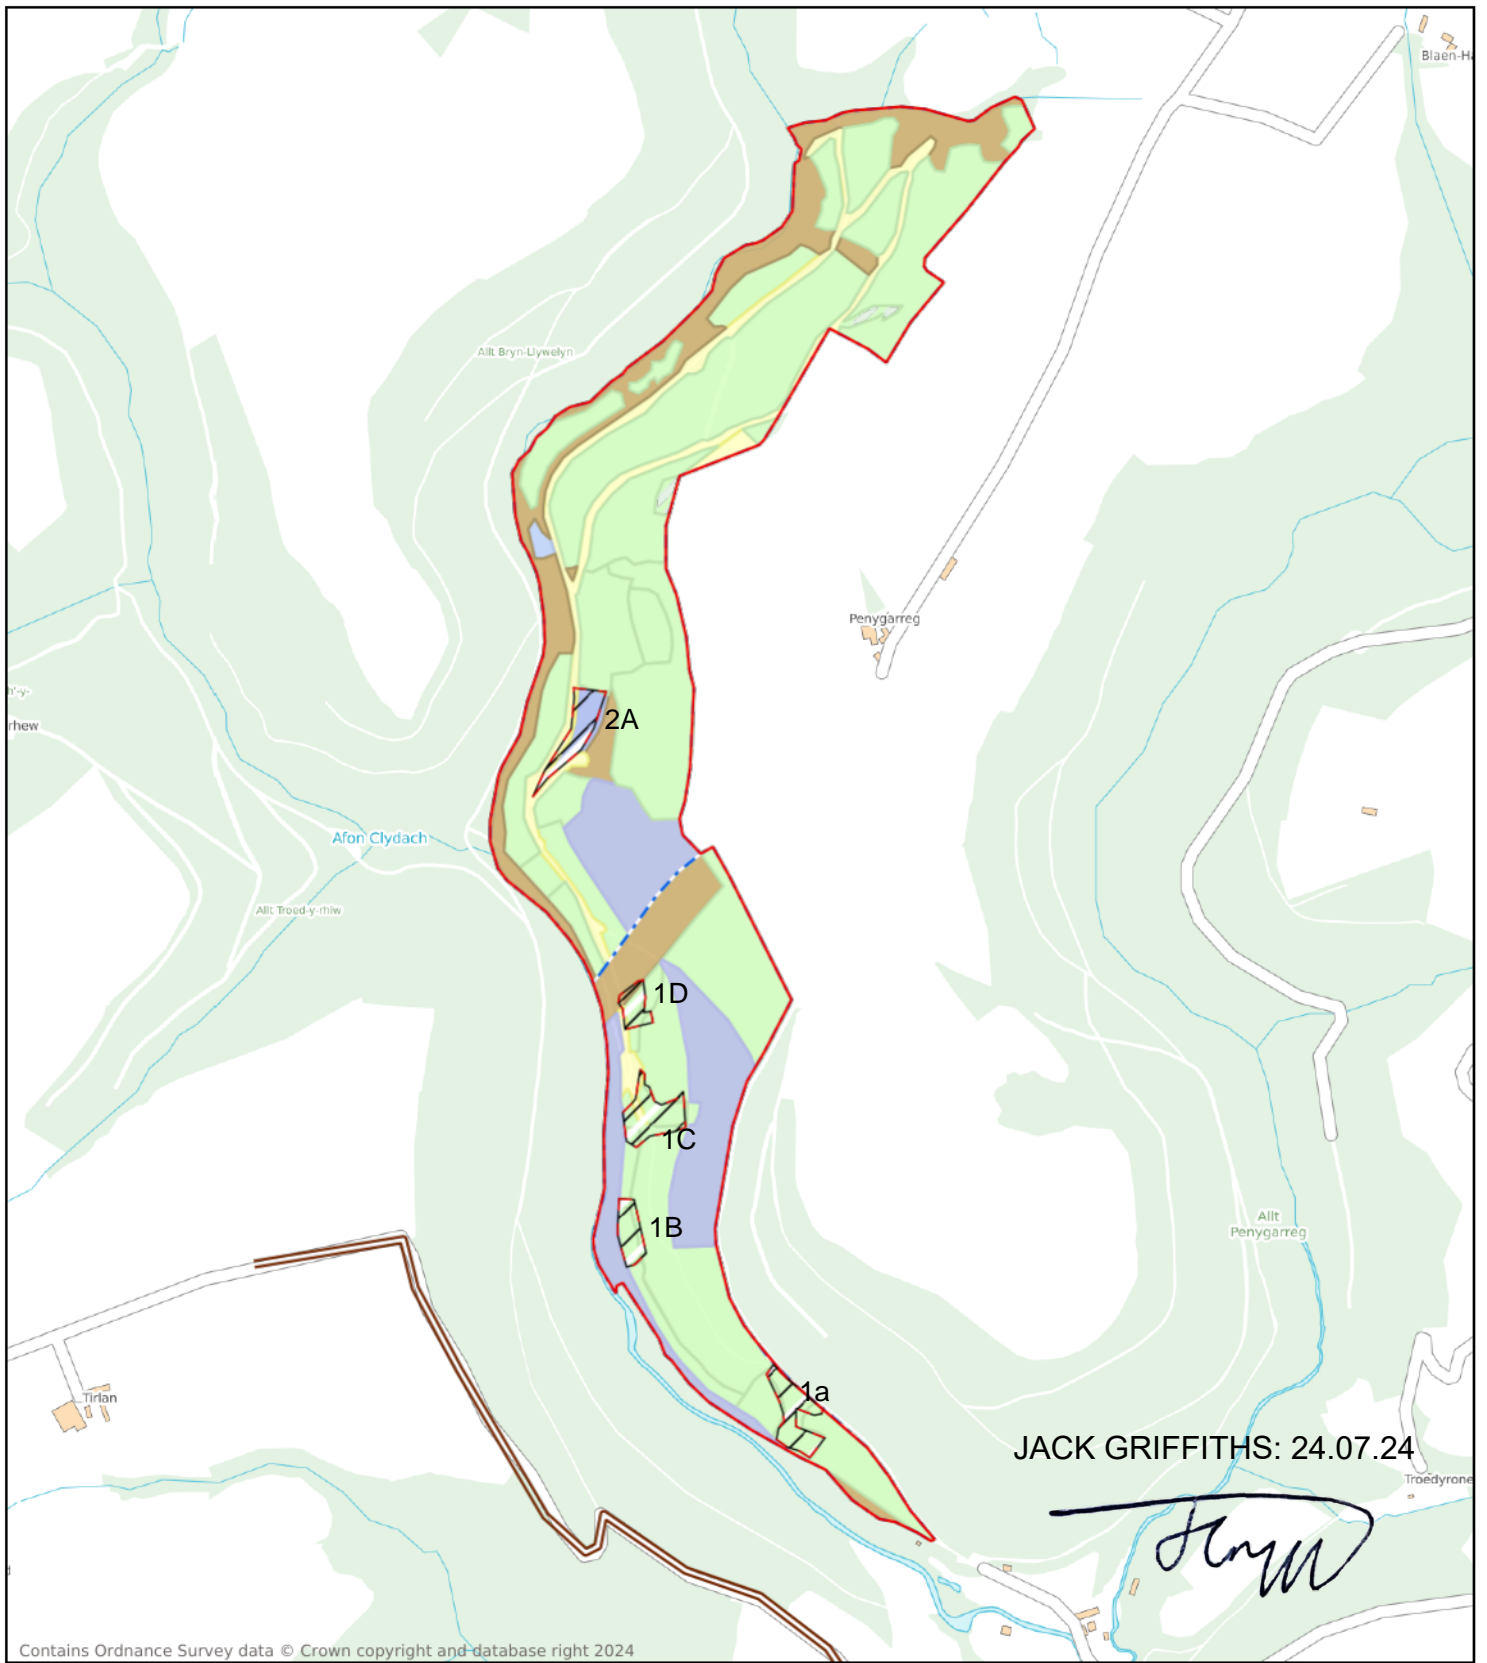 Blaen-Ha
Allt Bryn-Llywelyn
Penygarreg
h'-y-
rhew
2A
Afon Clydach
Allt Troed-y-rhiw
1D
1C
1B
Allt
Penygarreg
1a
Tirlan
JACK GRIFFITHS: 24.07.24
Troedyrone
Contains Ordnance Survey data © Crown copyright and database right 2024